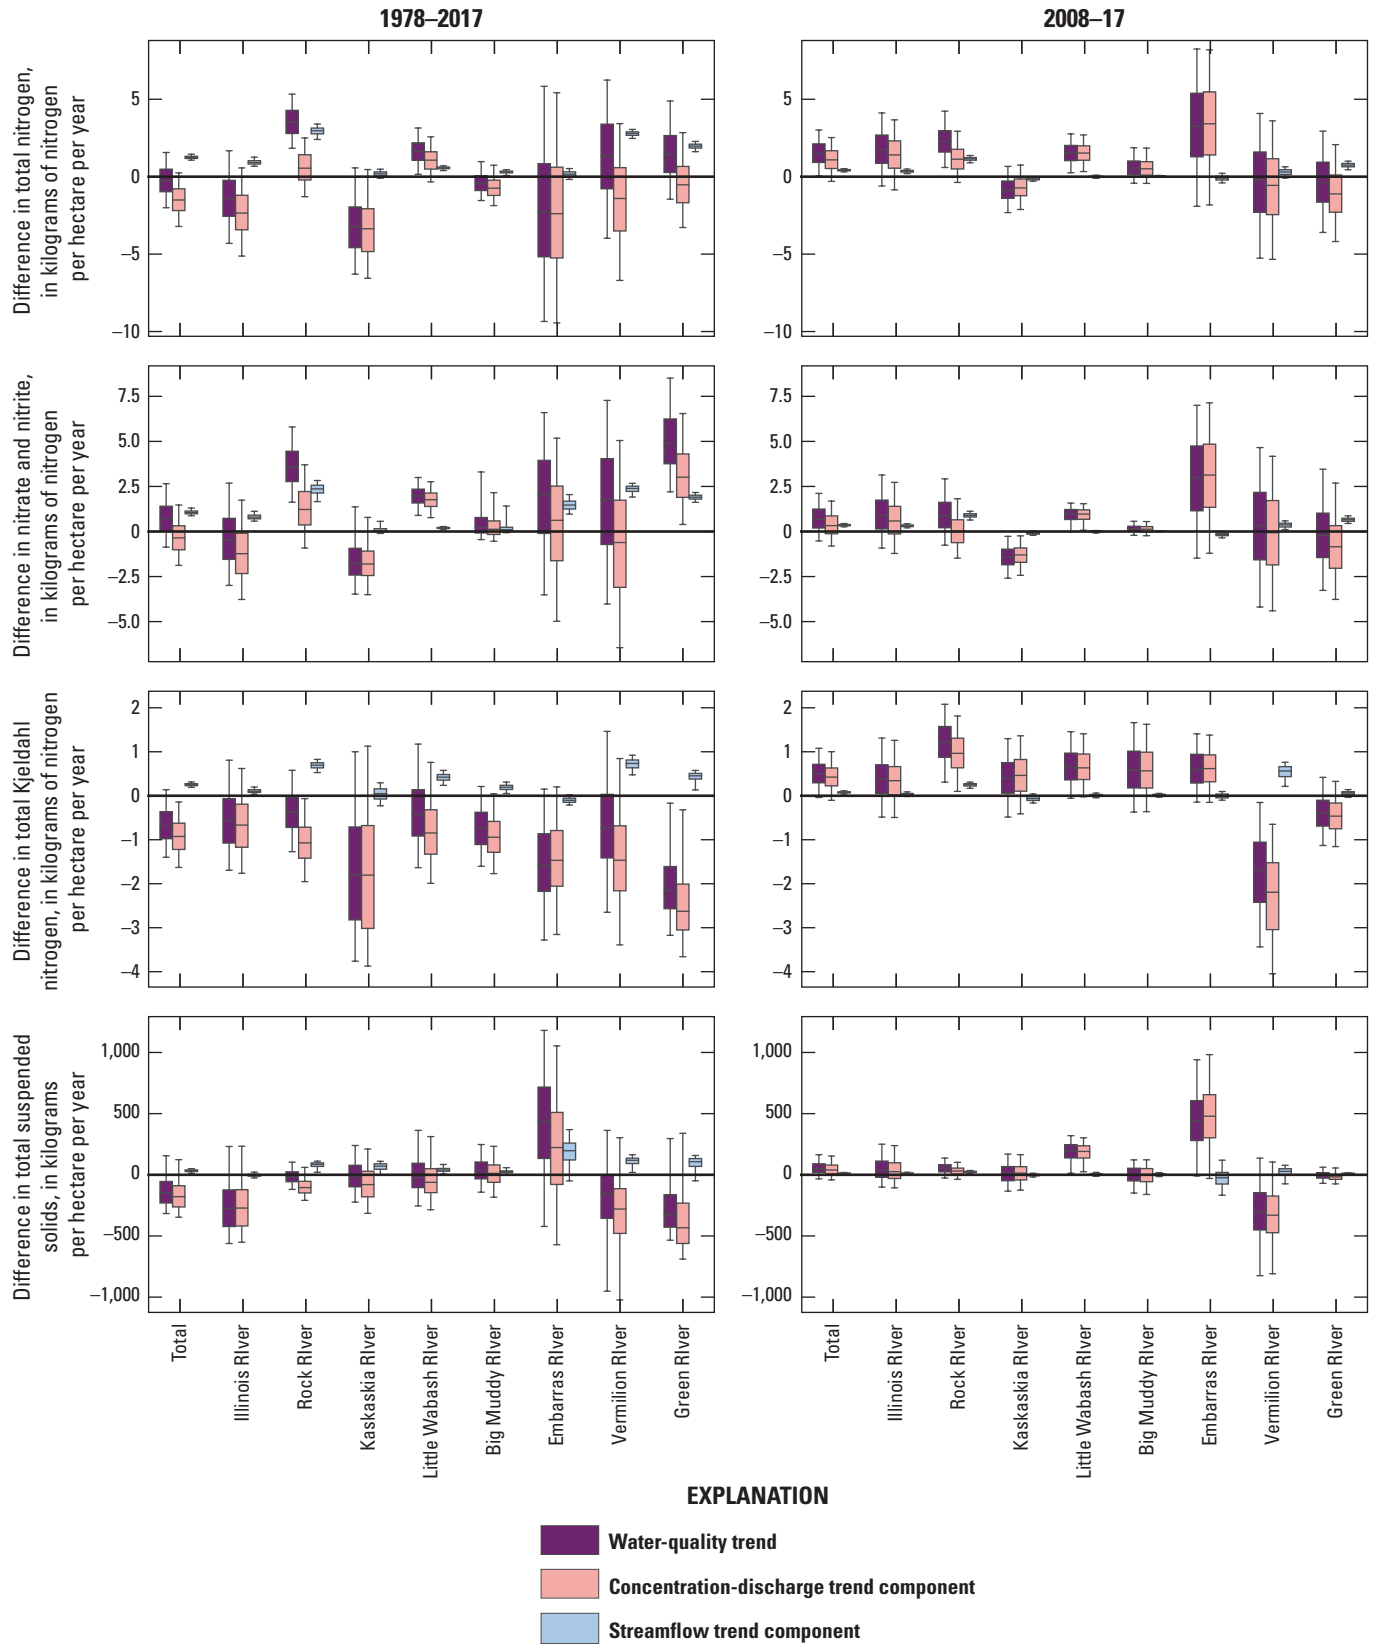 1978–2017
2008–17
Difference in total nitrogen,
in kilograms of nitrogen
per hectare per year
5
0
−5
−10
5
0
−5
−10
Difference in nitrate and nitrite,
in kilograms of nitrogen
per hectare per year
7.5
5.0
2.5
0
−2.5
−5.0
7.5
5.0
2.5
0
−2.5
−5.0
Difference in total Kjeldahl
nitrogen, in kilograms of nitrogen
per hectare per year
2
1
0
−1
−2
−3
−4
2
1
0
−1
−2
−3
−4
Difference in total suspended
solids, in kilograms
per hectare per year
1,000
500
0
−500
−1,000
1,000
500
0
−500
−1,000
Total
Illinois RIver
Rock RIver
Kaskaskia RIver
Little Wabash RIver
Big Muddy RIver
Embarras RIver
Vermilion RIver
Green RIver
Total
Illinois RIver
Rock RIver
Kaskaskia RIver
Little Wabash RIver
Big Muddy RIver
Embarras RIver
Vermilion RIver
Green RIver
EXPLANATION
Water-quality trend
Concentration-discharge trend component
Streamflow trend component